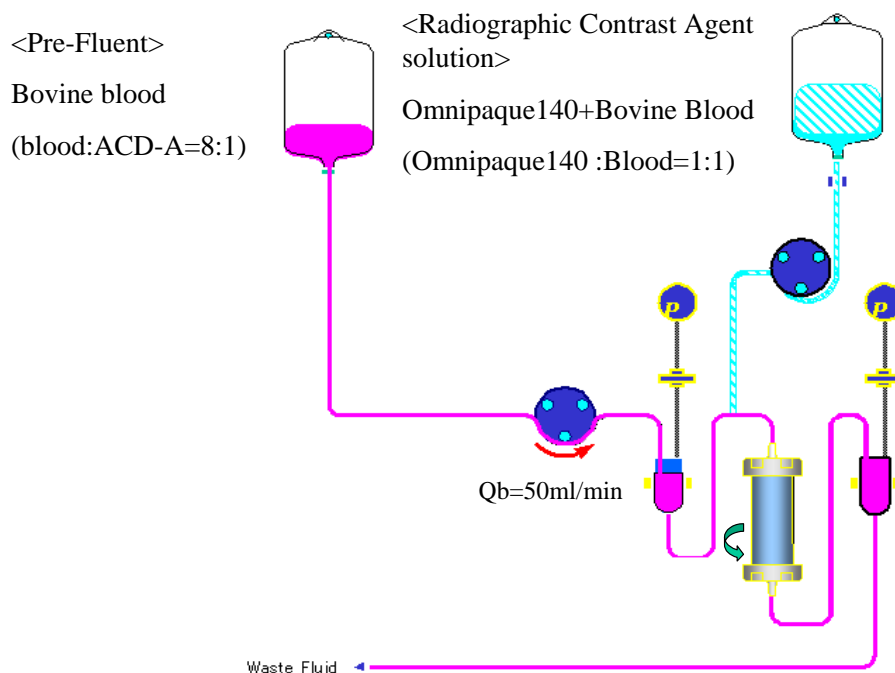 <Pre-Fluent>
Bovine blood
(blood:ACD-A=8:1)
<Radiographic Contrast Agent
solution>
Omnipaque140+Bovine Blood
(Omnipaque140 :Blood=1:1)
P
P
Qb=50ml/min
Waste Fluid